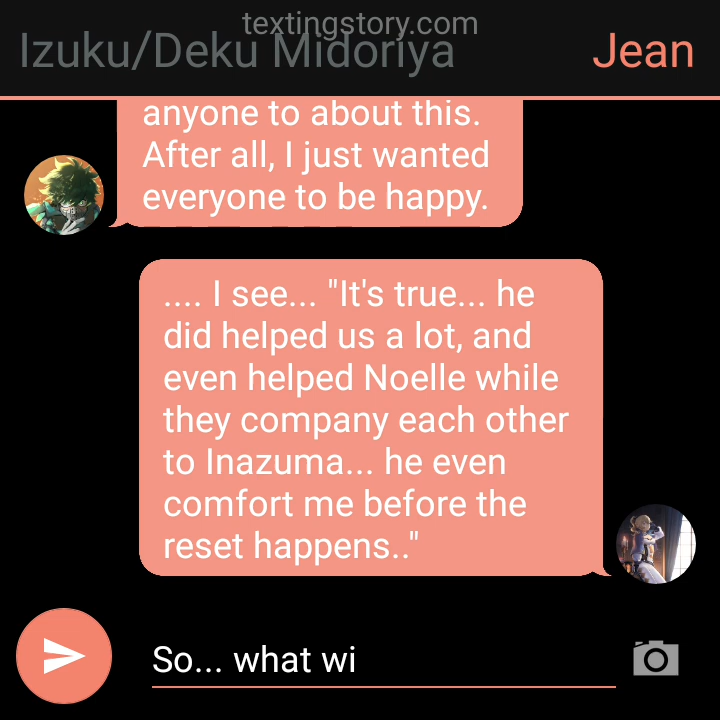 textingstory.com
Izuku/Deku Midoriya
Jean
anyone to about this.
After all, I just wanted
everyone to be happy.
.... I see... "It's true... he
did helped us a lot, and
even helped Noelle while
they company each other
to Inazuma... he even
comfort me before the
reset happens.."
So... what wi